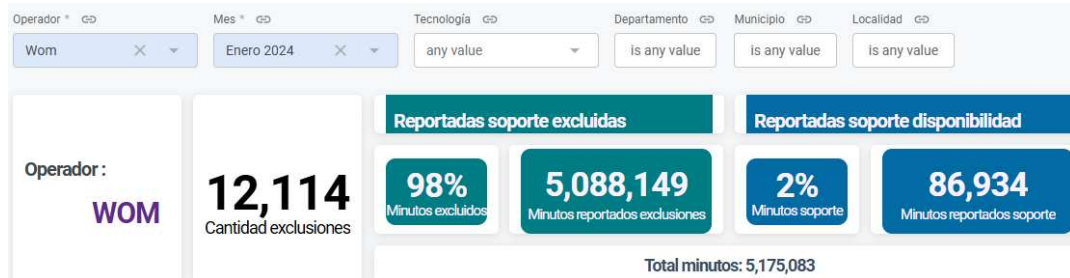 Operador * Mes * Tecnología Departamento Municipio Localidad
Wom Enero 2024 any value is any value is any value is any value
Reportadas soporte excluidas Reportadas soporte disponibilidad
Operador :
WOM
12,114
Cantidad exclusiones
98%
Minutos excluidos
5,088,149
Minutos reportados exclusiones
2%
Minutos soporte
86,934
Minutos reportados soporte
Total minutos: 5,175,083